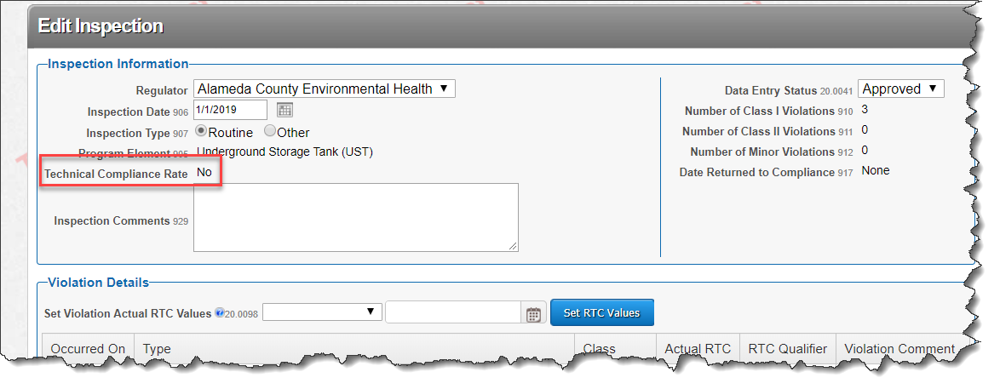 Edit Inspection
Inspection Information
Regulator Alameda County Environmental Health
Inspection Date 906 1/1/2019
Inspection Type 907 Routine Other
Program Element 905 Underground Storage Tank (UST)
Technical Compliance Rate No
Inspection Comments 929
Data Entry Status 20.0041 Approved
Number of Class I Violations 910 3
Number of Class II Violations 911 0
Number of Minor Violations 912 0
Date Returned to Compliance 917 None
Violation Details
Set Violation Actual RTC Values 20.0098 Set RTC Values
Occurred On Type Class Actual RTC RTC Qualifier Violation Comment